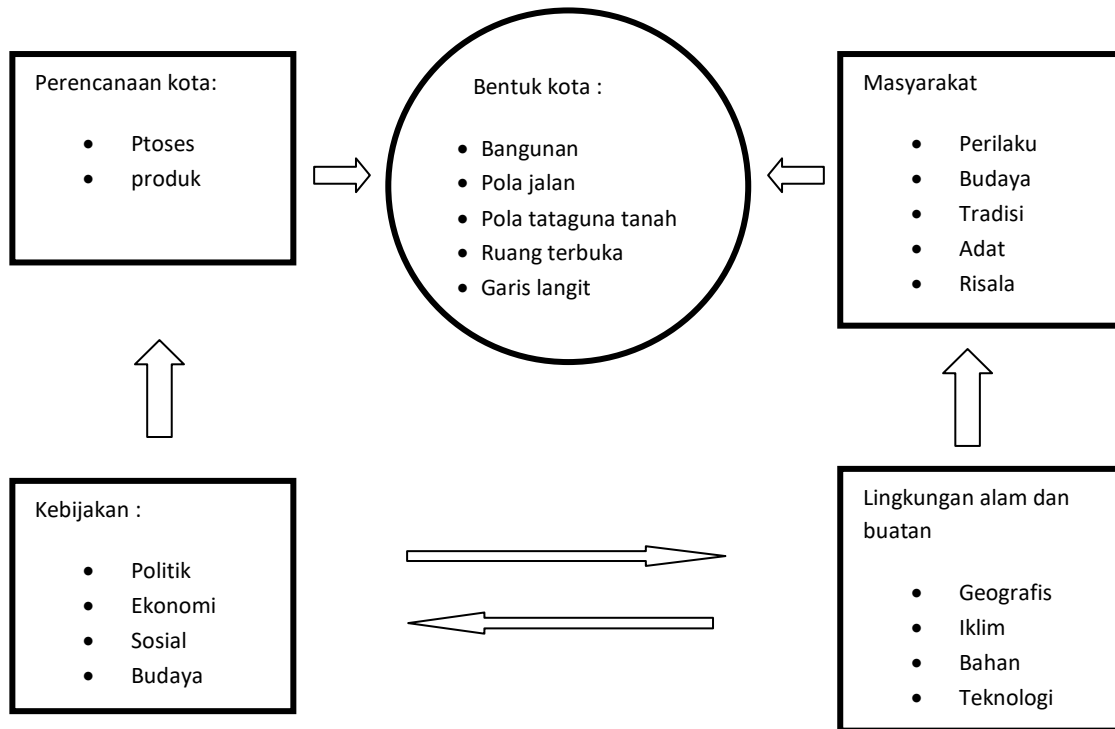 Perencanaan kota:
• Ptoses
• produk
Bentuk kota :
• Bangunan
• Pola jalan
• Pola tataguna tanah
• Ruang terbuka
• Garis langit
Masyarakat
• Perilaku
• Budaya
• Tradisi
• Adat
• Risala
Kebijakan :
• Politik
• Ekonomi
• Sosial
• Budaya
Lingkungan alam dan
buatan
• Geografis
• Iklim
• Bahan
• Teknologi